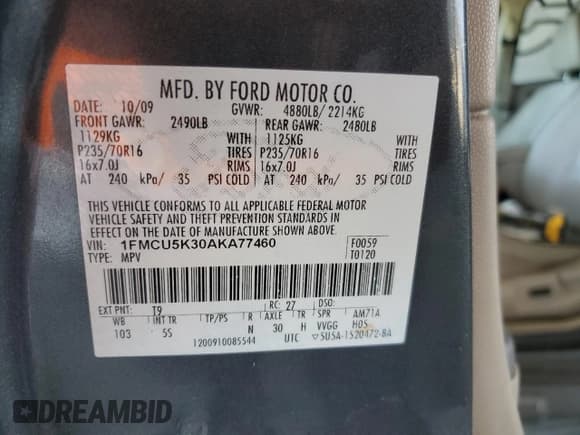 MFD. BY FORD MOTOR CO.
DATE: 10/09 GVWR: 4880LB/ 2214KG
FRONT GAWR: 2490LB REAR GAWR: 2480LB
1129KG WITH 1125KG WITH
P235/70R16 TIRES P235/70R16 TIRES
16x7.0J RIMS 16x7.0J RIMS
AT 240 kPa/ 35 PSI COLD AT 240 kPa/ 35 PSI COLD
THIS VEHICLE CONFORMS TO ALL APPLICABLE FEDERAL MOTOR
VEHICLE SAFETY AND THEFT PREVENTION STANDARDS IN
EFFECT ON THE DATE OF MANUFACTURE SHOWN ABOVE.
VIN: 1FMCU5K30AKA77460 F0059
TYPE: MPV T0120
EXT PNT: T9 RC: 27 DSO:
WB INT TR TP/PS R AXLE TR SPR AM71A
103 5S N 30 H VVGG H05
1200910085544 UTC ▽5U5A-1520472-BA
DREAMBID